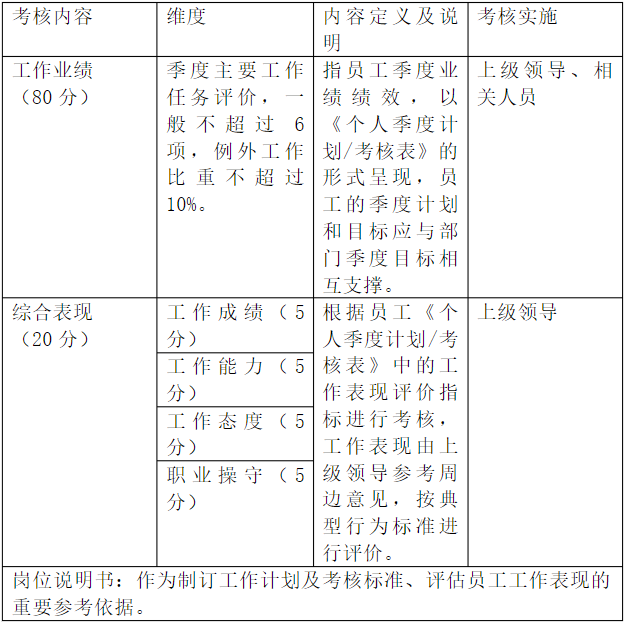 考核内容
维度
内容定义及说
明
考核实施
工作业绩
（80 分）
季度主要工作
任务评价，一
般不超过 6
项，例外工作
比重不超过
10%。
指员工季度业
绩绩效，以
《个人季度计
划/考核表》的
形式呈现，员
工的季度计划
和目标应与部
门季度目标相
互支撑。
上级领导、相
关人员
综合表现
（20 分）
工作成绩（5
分）
工作能力（5
分）
工作态度（5
分）
职业操守（5
分）
根据员工《个
人季度计划/考
核表》中的工
作表现评价指
标进行考核，
工作表现由上
级领导参考周
边意见，按典
型行为标准进
行评价。
上级领导
岗位说明书：作为制订工作计划及考核标准、评估员工工作表现的
重要参考依据。